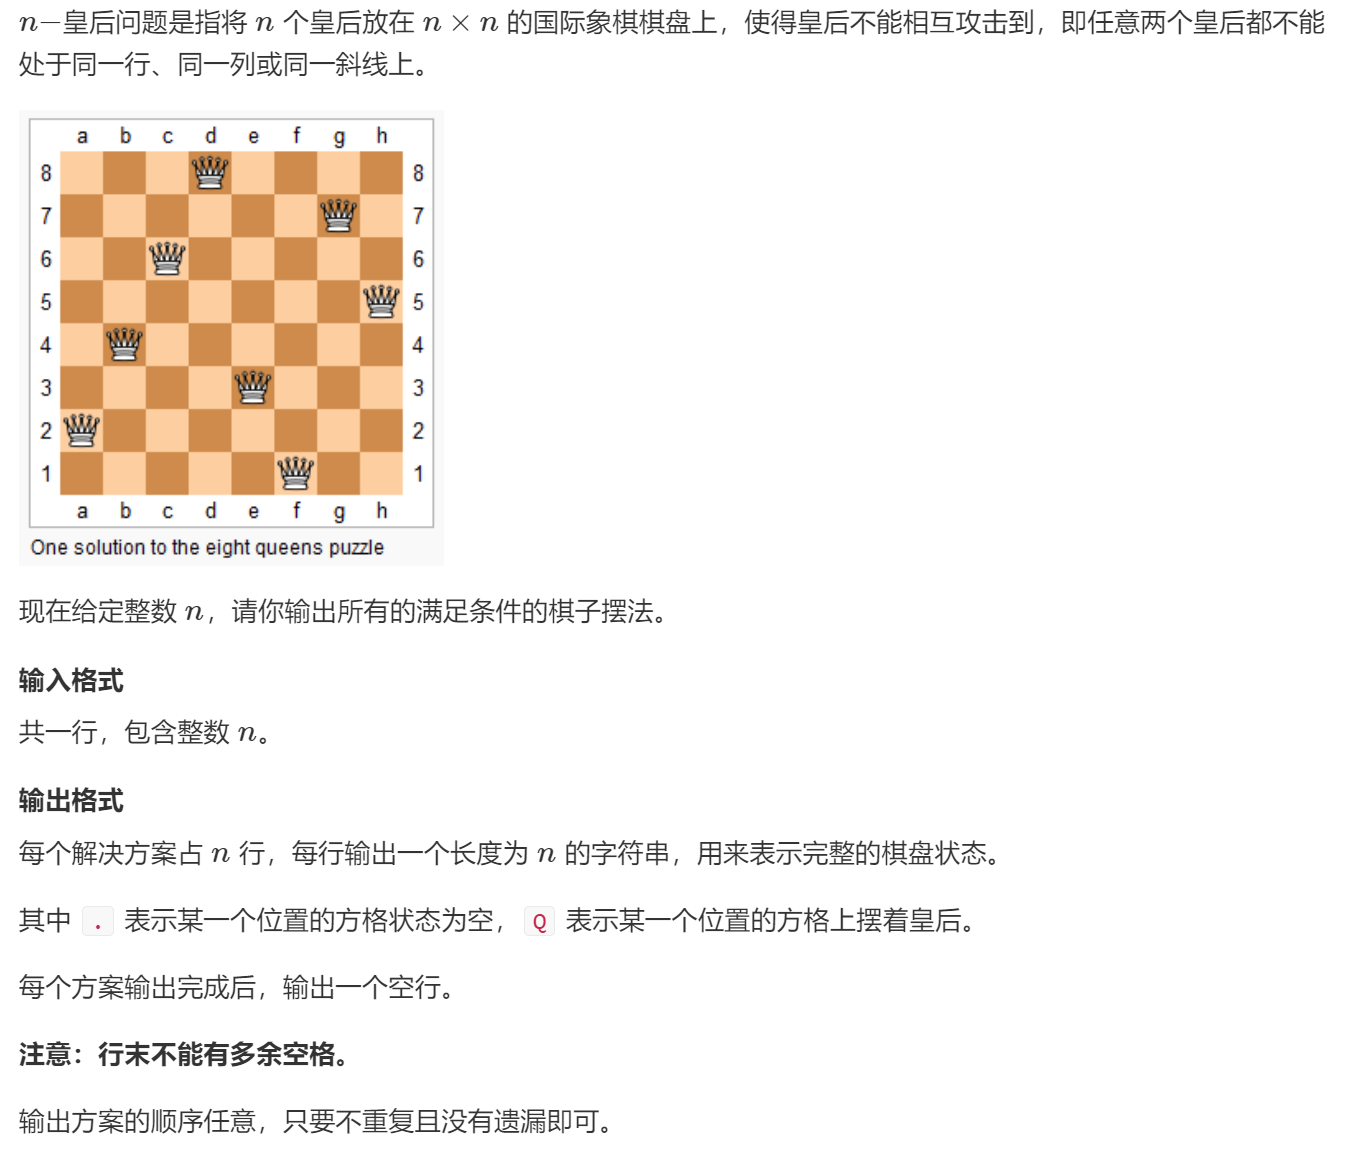 n−皇后问题是指将 n 个皇后放在 n × n 的国际象棋棋盘上，使得皇后不能相互攻击到，即任意两个皇后都不能
处于同一行、同一列或同一斜线上。
a b c d e f g h
8 8
7 7
6 6
5 5
4 4
3 3
2 2
1 1
a b c d e f g h
One solution to the eight queens puzzle
现在给定整数 n，请你输出所有的满足条件的棋子摆法。
输入格式
共一行，包含整数 n。
输出格式
每个解决方案占 n 行，每行输出一个长度为 n 的字符串，用来表示完整的棋盘状态。
其中 . 表示某一个位置的方格状态为空， Q 表示某一个位置的方格上摆着皇后。
每个方案输出完成后，输出一个空行。
注意：行末不能有多余空格。
输出方案的顺序任意，只要不重复且没有遗漏即可。